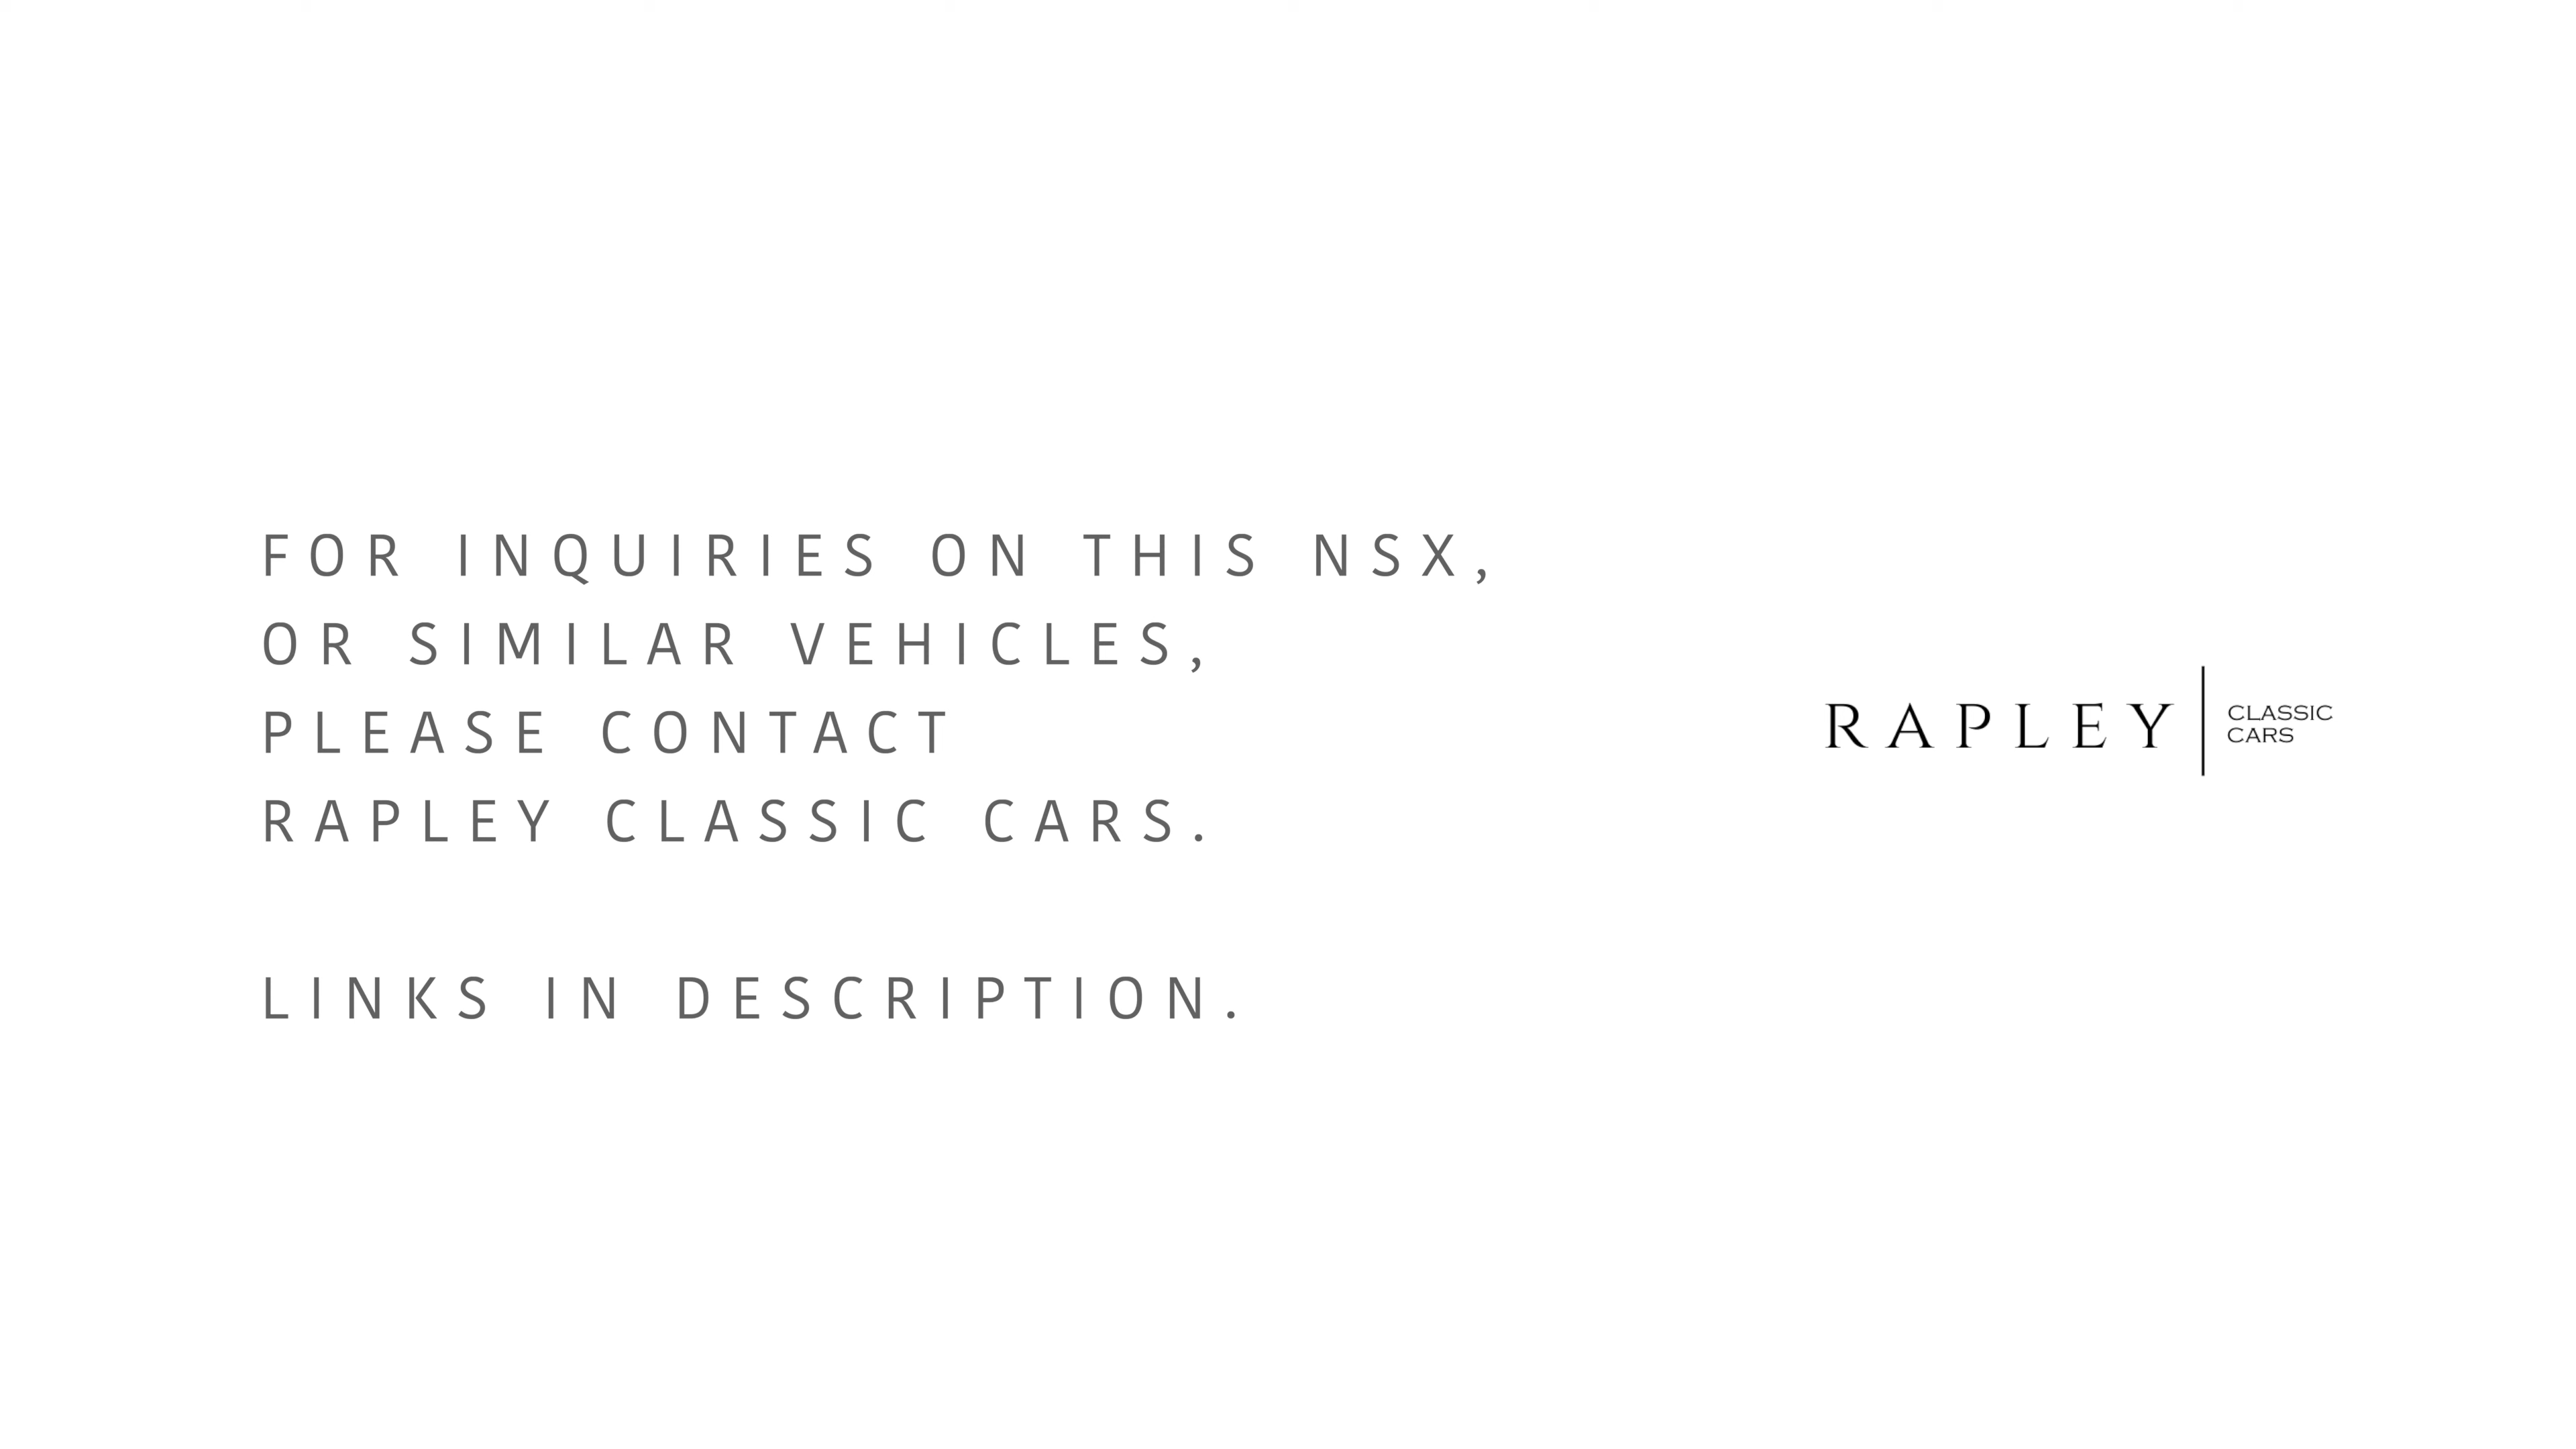 FOR INQUIRIES ON THIS NSX,
OR SIMILAR VEHICLES,
PLEASE CONTACT
RAPLEY CLASSIC CARS.
LINKS IN DESCRIPTION.
RAPLEY
CLASSIC
CARS